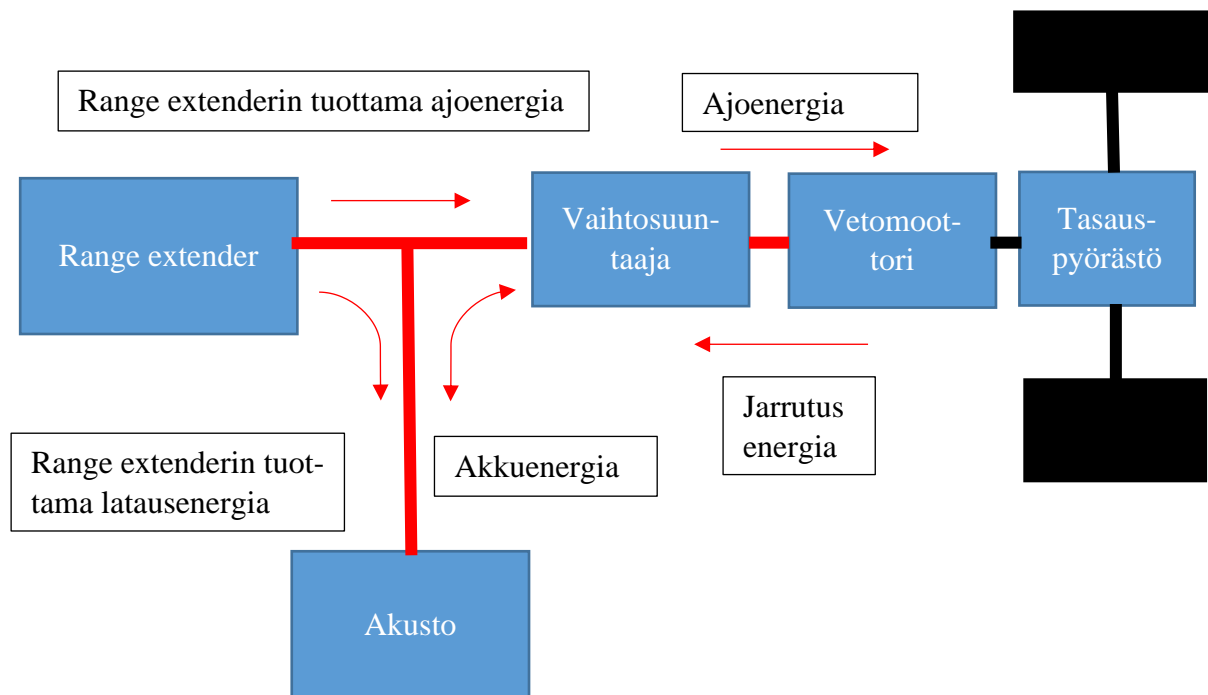 Range extenderin tuottama ajoenergia
Ajoenergia
Range extender
Vaihtosuun-
taaja
Vetomoot-
tori
Tasaus-
pyörästö
Jarrutus
energia
Range extenderin tuot-
tama latausenergia
Akkuenergia
Akusto